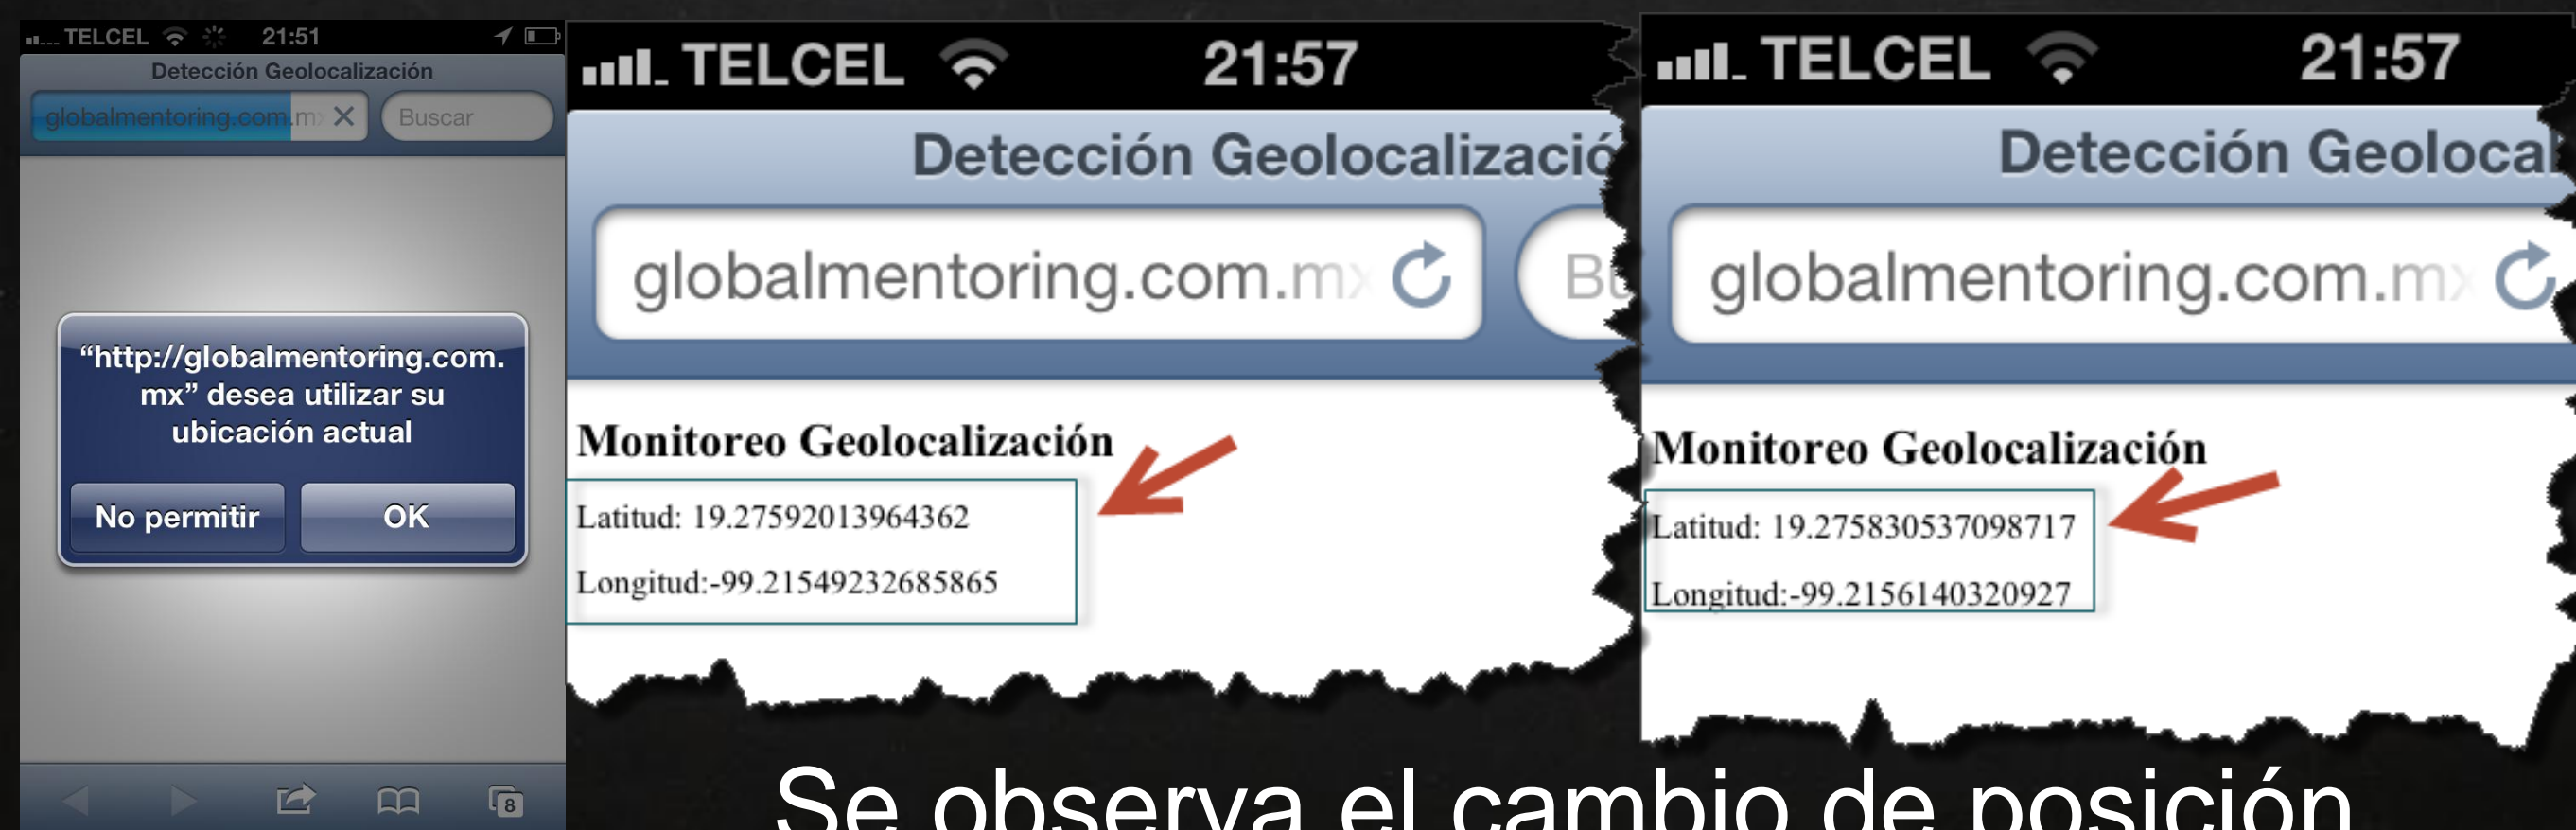 TELCEL 21:51
Detección Geolocalización
globalmentoring.com.mx Buscar
“http://globalmentoring.com.
mx” desea utilizar su
ubicación actual
No permitir OK
8
TELCEL 21:57
Detección Geolocalizació
globalmentoring.com.mx Bu
Monitoreo Geolocalización
Latitud: 19.27592013964362
Longitud:-99.21549232685865
TELCEL 21:57
Detección Geolocal
globalmentoring.com.mx
Monitoreo Geolocalización
Latitud: 19.275830537098717
Longitud:-99.2156140320927
Se observa el cambio de posición